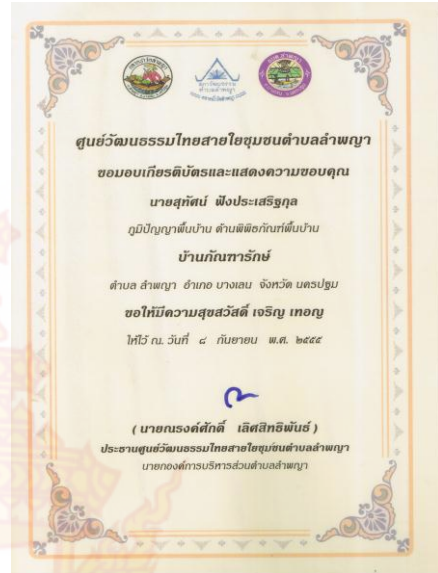 ศูนย์วัฒนธรรมไทยสายใยชุมชนตำบลลำพญา
ขอมอบเกียรติบัตรและแสดงความขอบคุณ
นายสุทัศน์ ฟังประเสริฐกุล
ภูมิปัญญาพื้นบ้าน ด้านพิพิธภัณฑ์พื้นบ้าน
บ้านภัณฑารักษ์
ตำบล ลำพญา อำเภอ บางเลน จังหวัด นครปฐม
ขอให้มีความสุขสวัสดิ์ เจริญ เทอญ
ให้ไว้ ณ. วันที่ ๘ กันยายน พ.ศ. ๒๕๕๕
( นายณรงค์ศักดิ์ เลิศสิทธิพันธ์ )
ประธานศูนย์วัฒนธรรมไทยสายใยชุมชนตำบลลำพญา
นายกองค์การบริหารส่วนตำบลลำพญา